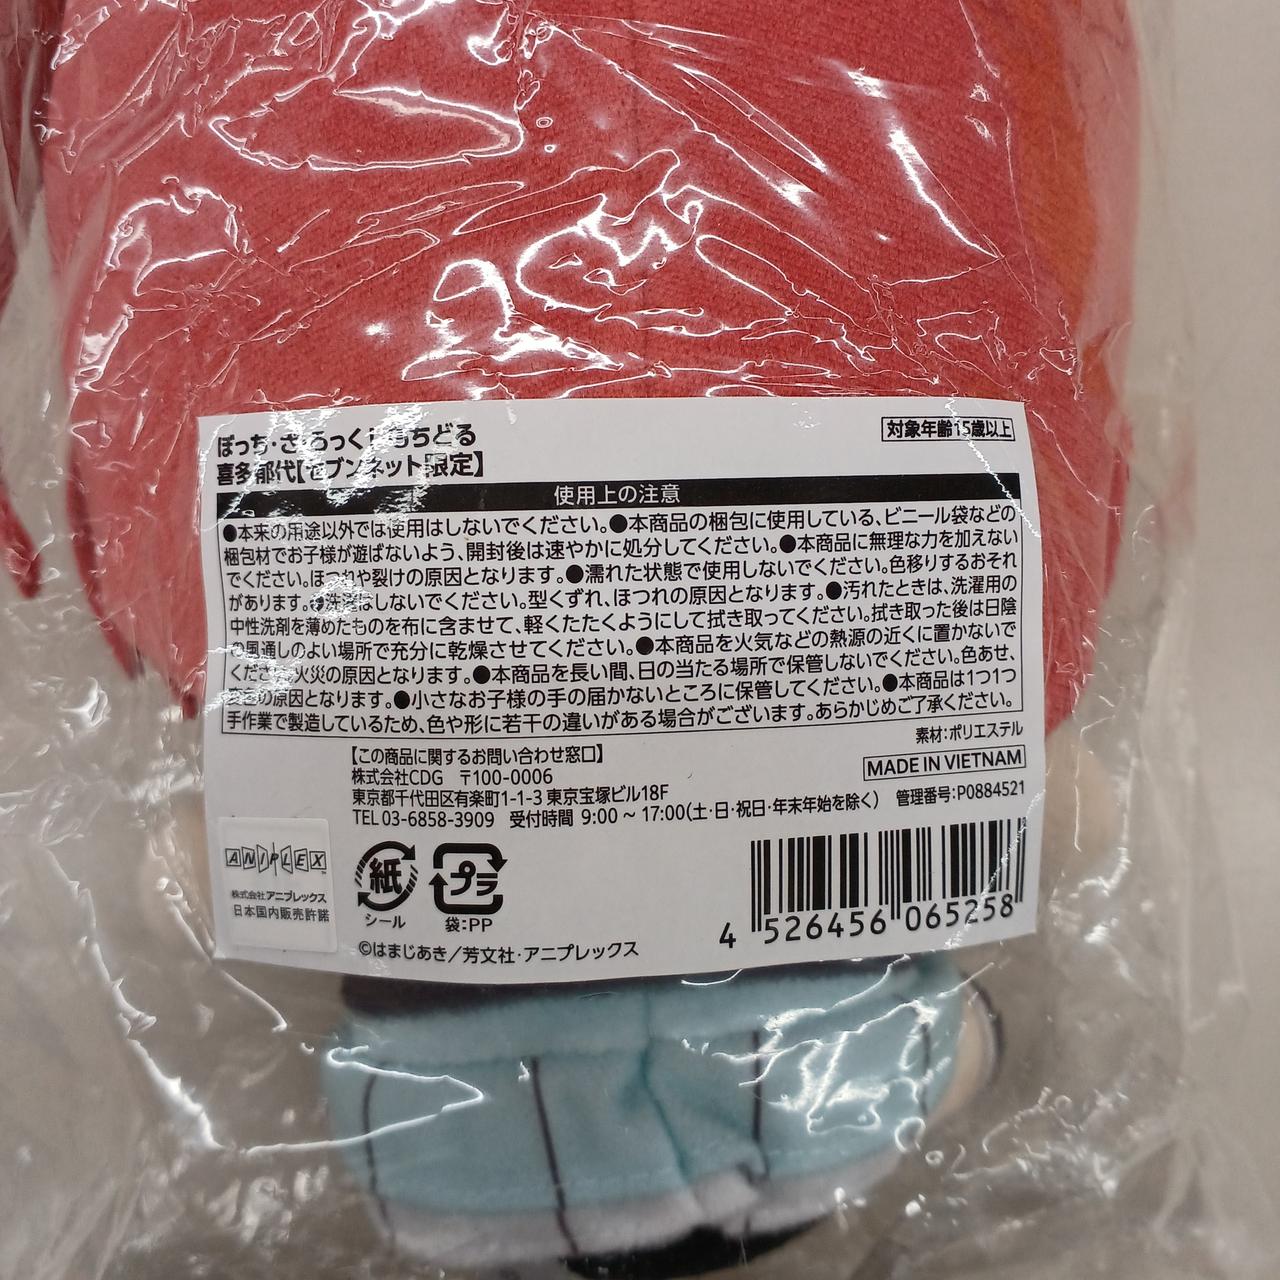 ぼっち・ざ・ろっく！もちどる
喜多郁代【セブンネット限定】
対象年齢15歳以上
使用上の注意
●本来の用途以外では使用はしないでください。●本商品の梱包に使用している、ビニール袋などの
梱包材でお子様が遊ばないよう、開封後は速やかに処分してください。●本商品に無理な力を加えない
でください。ほつれや裂けの原因となります。●濡れた状態で使用しないでください。色移りするおそれ
があります。●洗濯はしないでください。型くずれ、ほつれの原因となります。●汚れたときは、洗濯用の
中性洗剤を薄めたものを布に含ませて、軽くたたくようにして拭き取ってください。拭き取った後は日陰
の風通しのよい場所で充分に乾燥させてください。●本商品を火気などの熱源の近くに置かないで
ください。火災の原因となります。●本商品を長い間、日の当たる場所で保管しないでください。色あせ、
変色の原因となります。●小さなお子様の手の届かないところに保管してください。●本商品は1つ1つ
手作業で製造しているため、色や形に若干の違いがある場合がございます。あらかじめご了承ください。
素材:ポリエステル
【この商品に関するお問い合わせ窓口】
株式会社CDG 〒100-0006
MADE IN VIETNAM
東京都千代田区有楽町1-1-3 東京宝塚ビル18F
TEL 03-6858-3909 受付時間 9:00～17:00(土・日・祝日・年末年始を除く)
管理番号:P0884521
ANIPLEX
株式会社アニプレックス
日本国内販売許諾
紙
シール
プラ
袋:PP
4 526456 065258
©はまじあき／芳文社・アニプレックス